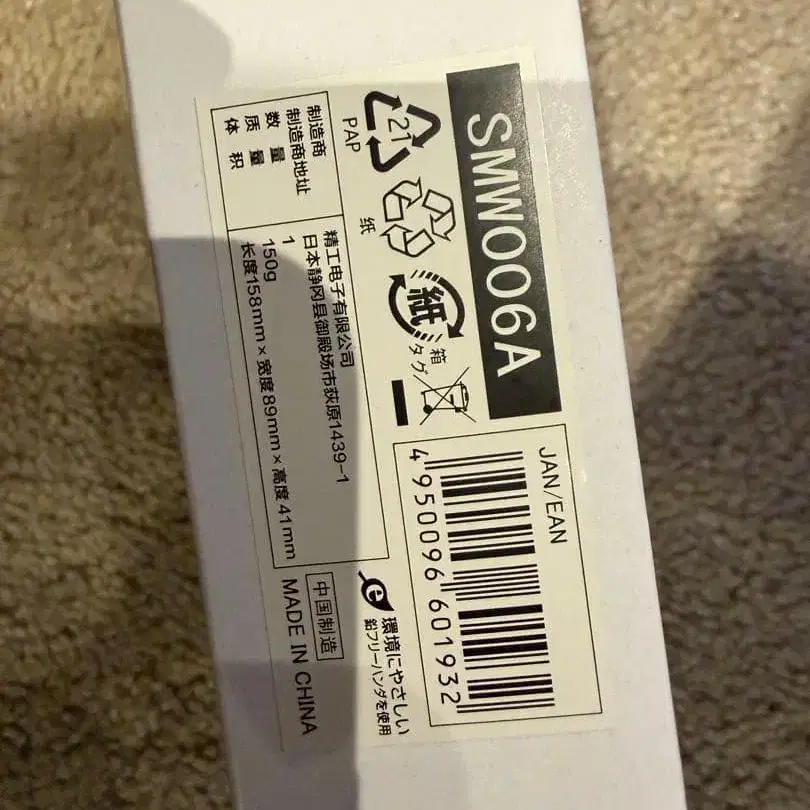 SMW006A
21
PAP
纸
紙
箱
タグ
制造商 精工电子有限公司
制造商地址 日本静冈县御殿场市荻原1439-1
数量 1
质量 150g
体积 长度158mm×宽度89mm×高度41mm
JAN/EAN
4 950096 601932
e
環境にやさしい
鉛フリーハンダを使用
中国制造
MADE IN CHINA